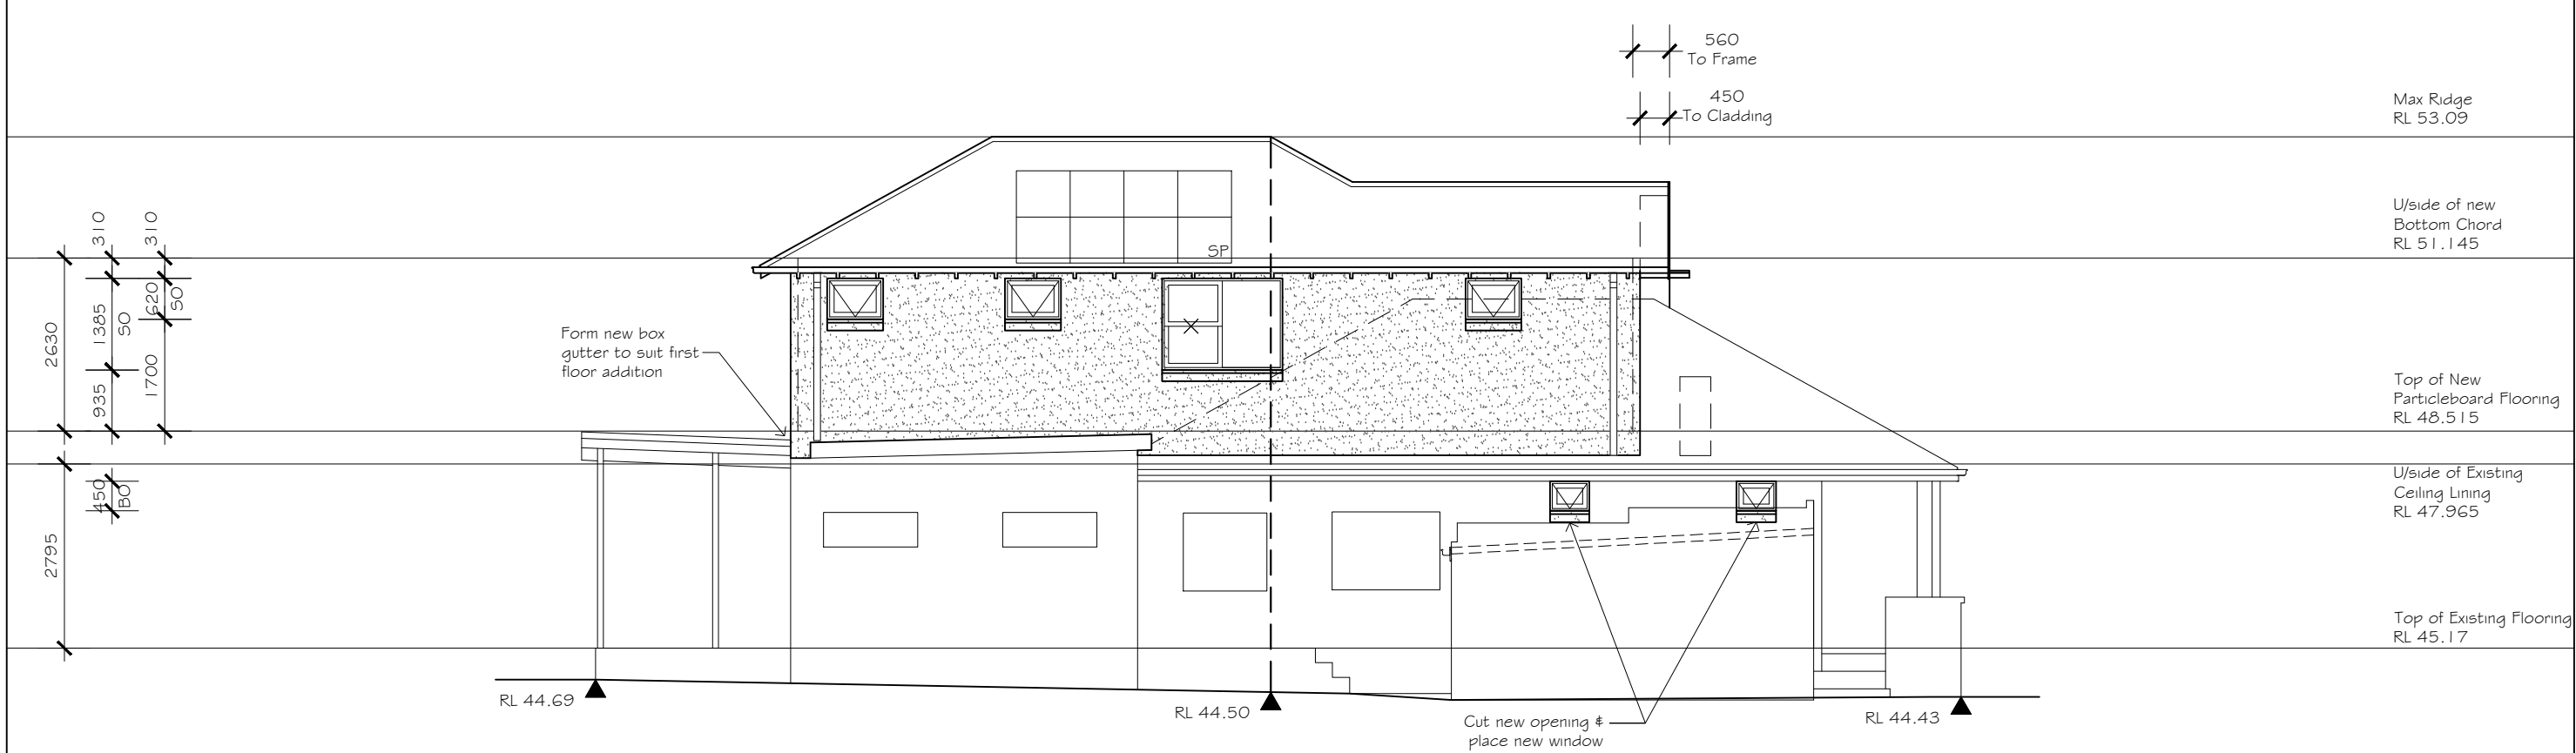 560
To Frame
450
To Cladding
Max Ridge
RL 53.09
U/side of new
Bottom Chord
RL 51.145
Top of New
Particleboard Flooring
RL 48.515
U/side of Existing
Ceiling Lining
RL 47.965
Top of Existing Flooring
RL 45.17
310
310
2630
1385
50
620
50
935
1700
450
BO
2795
SP
Form new box
gutter to suit first
floor addition
RL 44.69
RL 44.50
Cut new opening &
place new window
RL 44.43